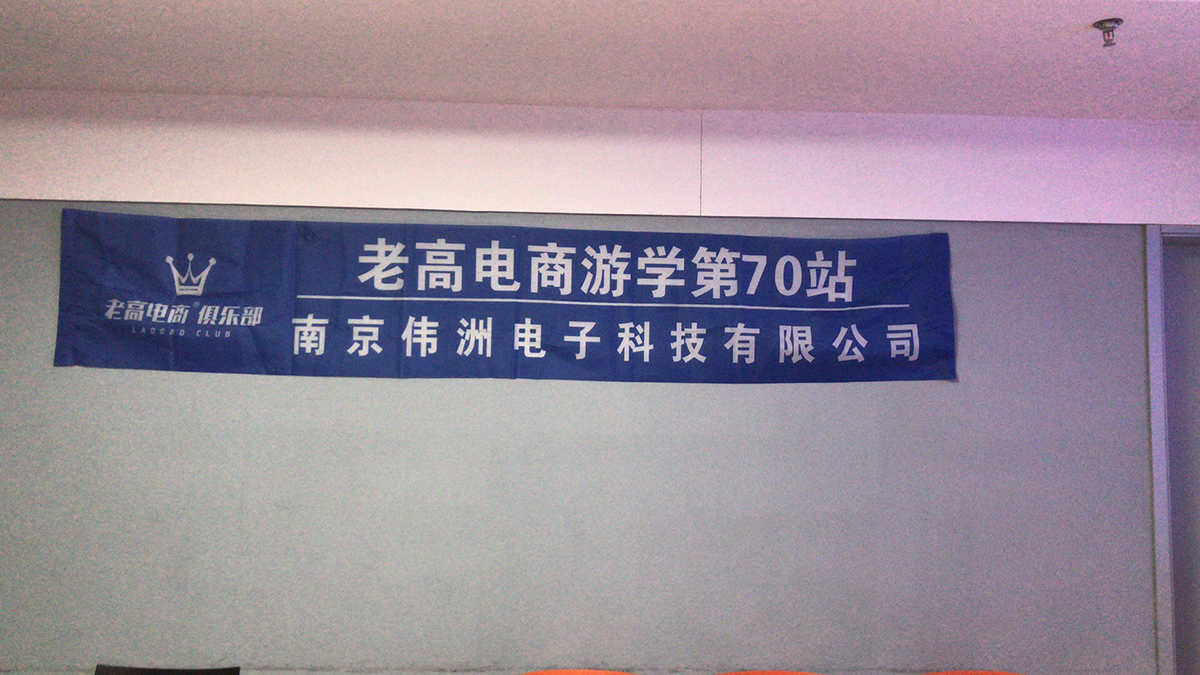 老高电商®俱乐部
LAOGAO CLUB
老高电商游学第70站
南京伟洲电子科技有限公司